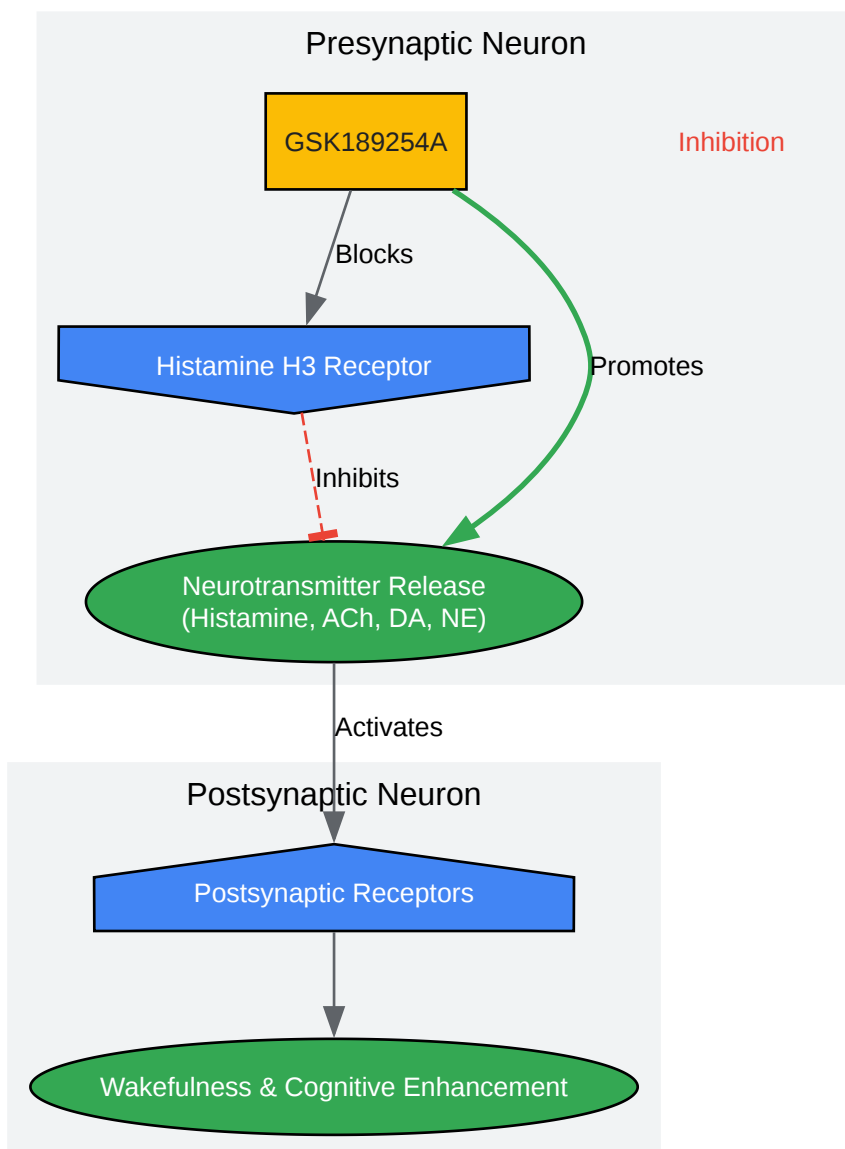 Presynaptic Neuron
GSK189254A
Inhibition
Blocks
Histamine H3 Receptor
Promotes
Inhibits
Neurotransmitter Release
(Histamine, ACh, DA, NE)
Activates
Postsynaptic Neuron
Postsynaptic Receptors
Wakefulness & Cognitive Enhancement